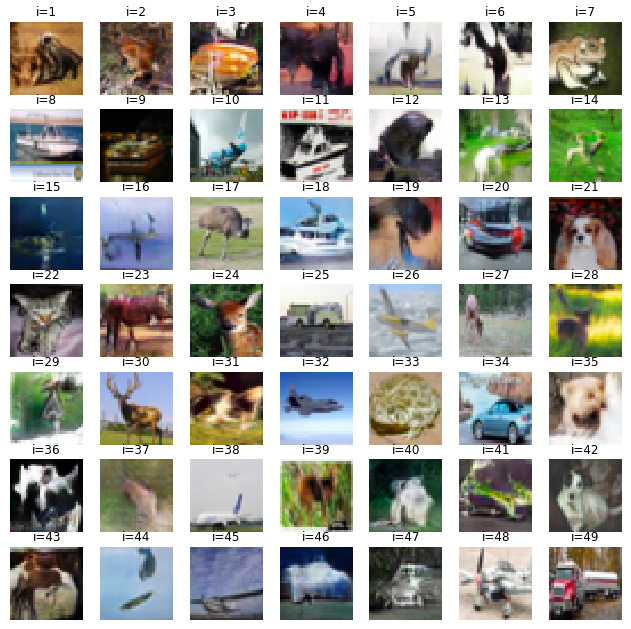 i=1 i=2 i=3 i=4 i=5 i=6 i=7
i=8 i=9 i=10 i=11 i=12 i=13 i=14
i=15 i=16 i=17 i=18 i=19 i=20 i=21
i=22 i=23 i=24 i=25 i=26 i=27 i=28
i=29 i=30 i=31 i=32 i=33 i=34 i=35
i=36 i=37 i=38 i=39 i=40 i=41 i=42
i=43 i=44 i=45 i=46 i=47 i=48 i=49